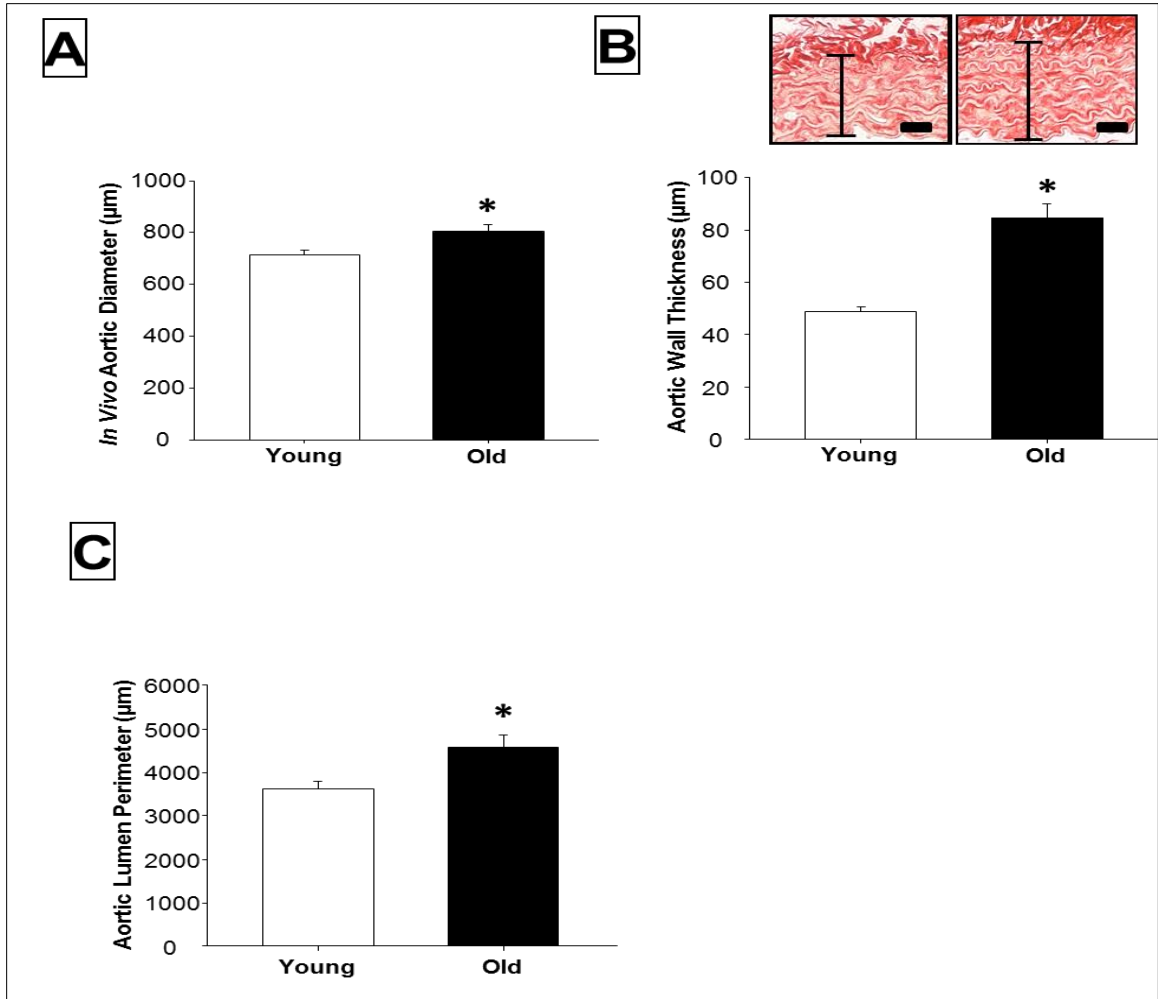 A
B
In Vivo Aortic Diameter (µm)
1000
800
600
400
200
0
*
Young
Old
Aortic Wall Thickness (µm)
100
80
60
40
20
0
*
Young
Old
C
Aortic Lumen Perimeter (µm)
6000
5000
4000
3000
2000
1000
0
*
Young
Old